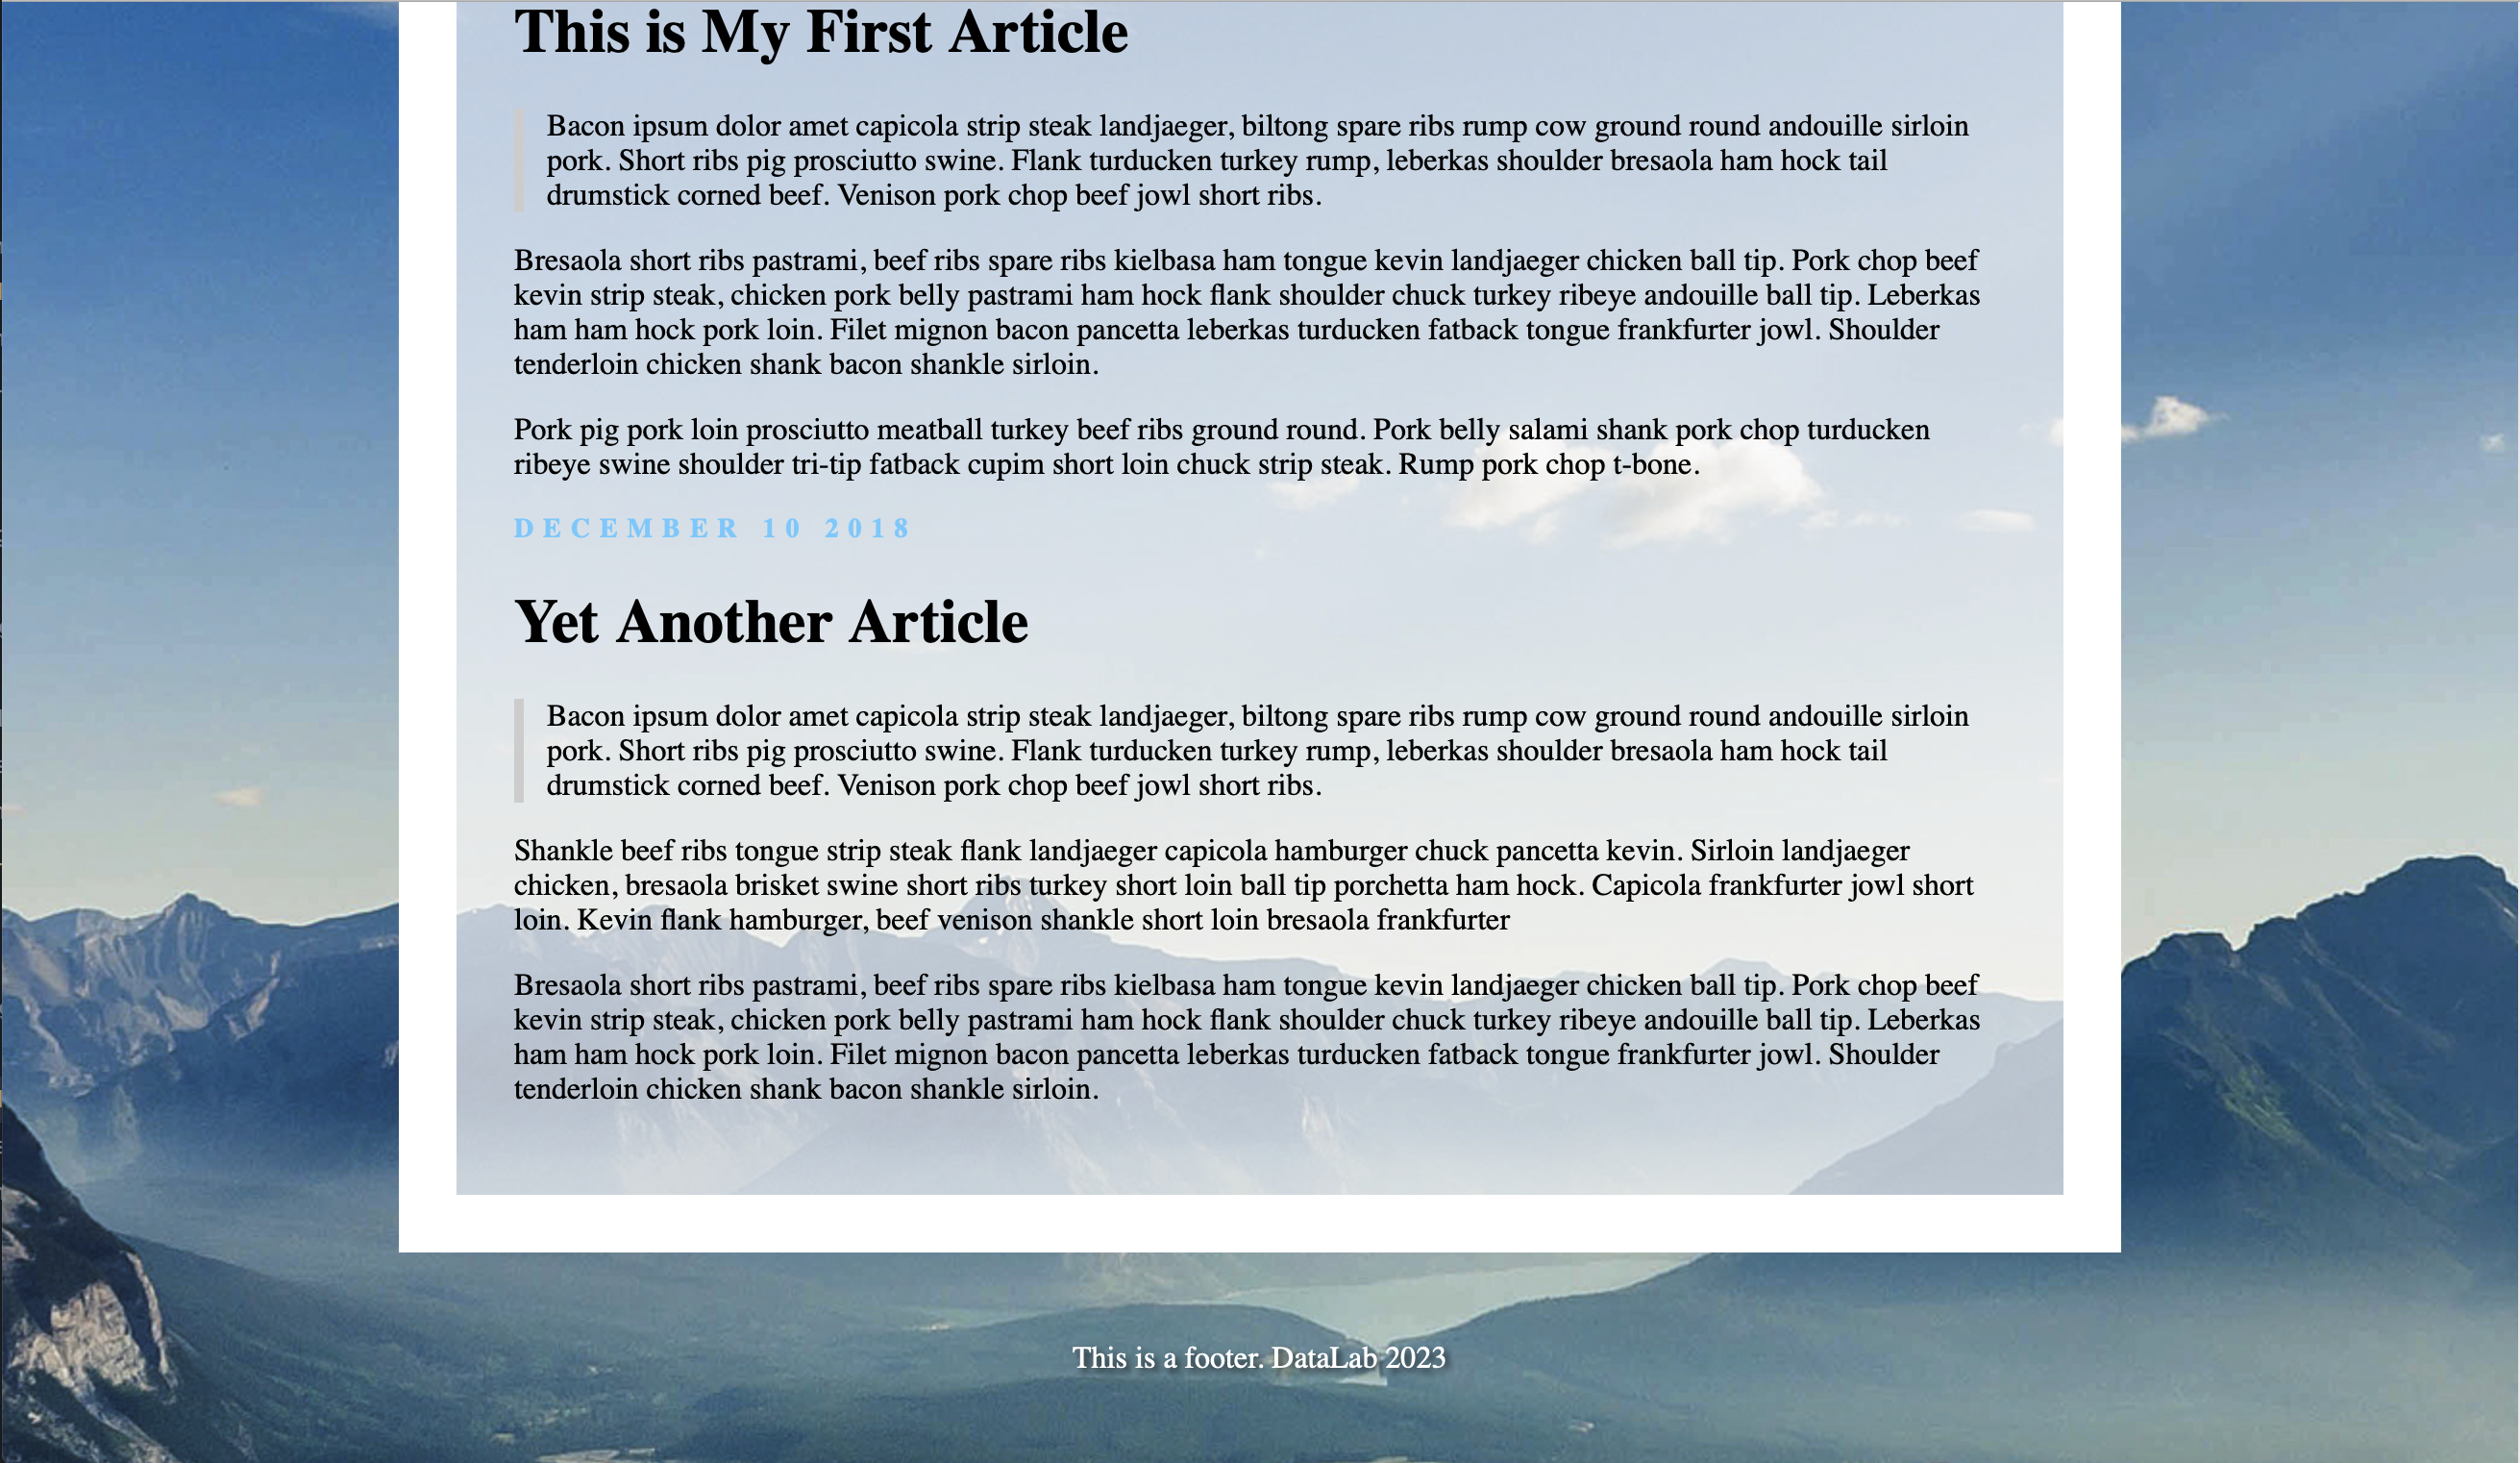 This is My First Article
Bacon ipsum dolor amet capicola strip steak landjaeger, biltong spare ribs rump cow ground round andouille sirloin
pork. Short ribs pig prosciutto swine. Flank turducken turkey rump, leberkas shoulder bresaola ham hock tail
drumstick corned beef. Venison pork chop beef jowl short ribs.
Bresaola short ribs pastrami, beef ribs spare ribs kielbasa ham tongue kevin landjaeger chicken ball tip. Pork chop beef
kevin strip steak, chicken pork belly pastrami ham hock flank shoulder chuck turkey ribeye andouille ball tip. Leberkas
ham ham hock pork loin. Filet mignon bacon pancetta leberkas turducken fatback tongue frankfurter jowl. Shoulder
tenderloin chicken shank bacon shankle sirloin.
Pork pig pork loin prosciutto meatball turkey beef ribs ground round. Pork belly salami shank pork chop turducken
ribeye swine shoulder tri-tip fatback cupim short loin chuck strip steak. Rump pork chop t-bone.
DECEMBER 10 2018
Yet Another Article
Bacon ipsum dolor amet capicola strip steak landjaeger, biltong spare ribs rump cow ground round andouille sirloin
pork. Short ribs pig prosciutto swine. Flank turducken turkey rump, leberkas shoulder bresaola ham hock tail
drumstick corned beef. Venison pork chop beef jowl short ribs.
Shankle beef ribs tongue strip steak flank landjaeger capicola hamburger chuck pancetta kevin. Sirloin landjaeger
chicken, bresaola brisket swine short ribs turkey short loin ball tip porchetta ham hock. Capicola frankfurter jowl short
loin. Kevin flank hamburger, beef venison shankle short loin bresaola frankfurter
Bresaola short ribs pastrami, beef ribs spare ribs kielbasa ham tongue kevin landjaeger chicken ball tip. Pork chop beef
kevin strip steak, chicken pork belly pastrami ham hock flank shoulder chuck turkey ribeye andouille ball tip. Leberkas
ham ham hock pork loin. Filet mignon bacon pancetta leberkas turducken fatback tongue frankfurter jowl. Shoulder
tenderloin chicken shank bacon shankle sirloin.
This is a footer. DataLab 2023